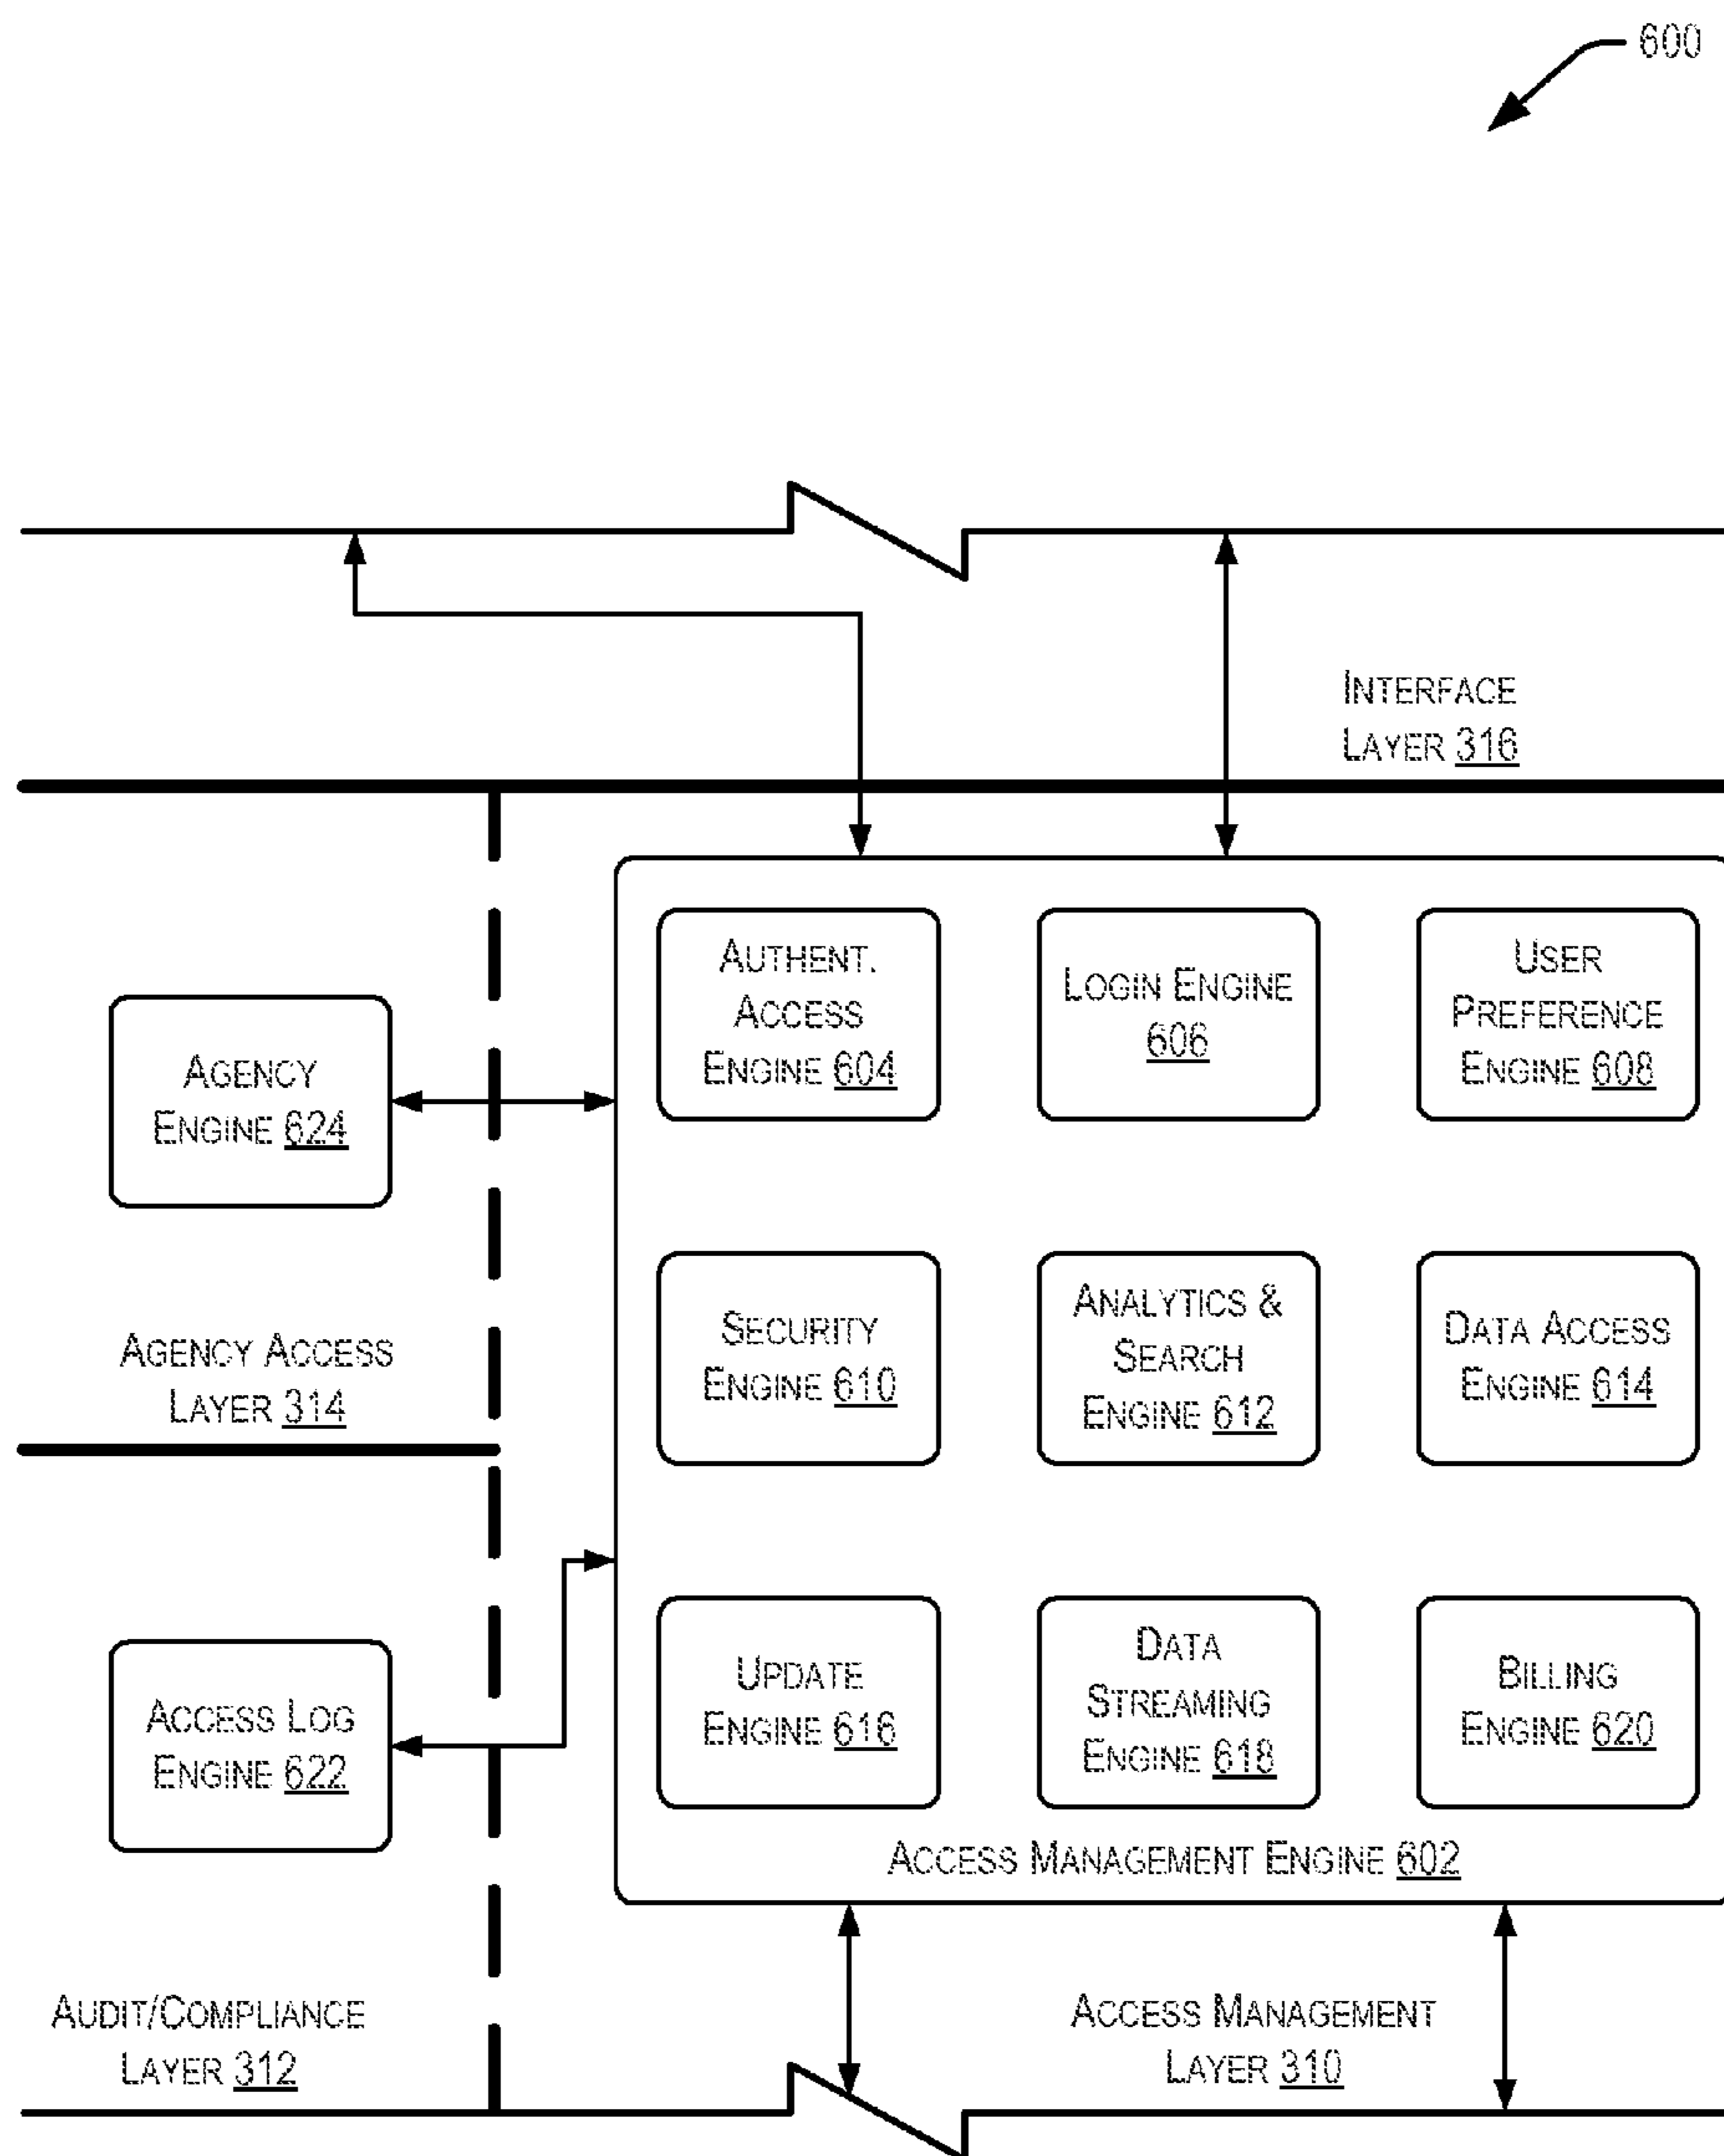 600
INTERFACE
LAYER 316
AUTHENT.
ACCESS
ENGINE 604
LOGIN ENGINE
606
USER
PREFERENCE
ENGINE 608
AGENCY
ENGINE 624
SECURITY
ENGINE 610
ANALYTICS &
SEARCH
ENGINE 612
DATA ACCESS
ENGINE 614
AGENCY ACCESS
LAYER 314
UPDATE
ENGINE 616
DATA
STREAMING
ENGINE 618
BILLING
ENGINE 620
ACCESS LOG
ENGINE 622
ACCESS MANAGEMENT ENGINE 602
AUDIT/COMPLIANCE
LAYER 312
ACCESS MANAGEMENT
LAYER 310